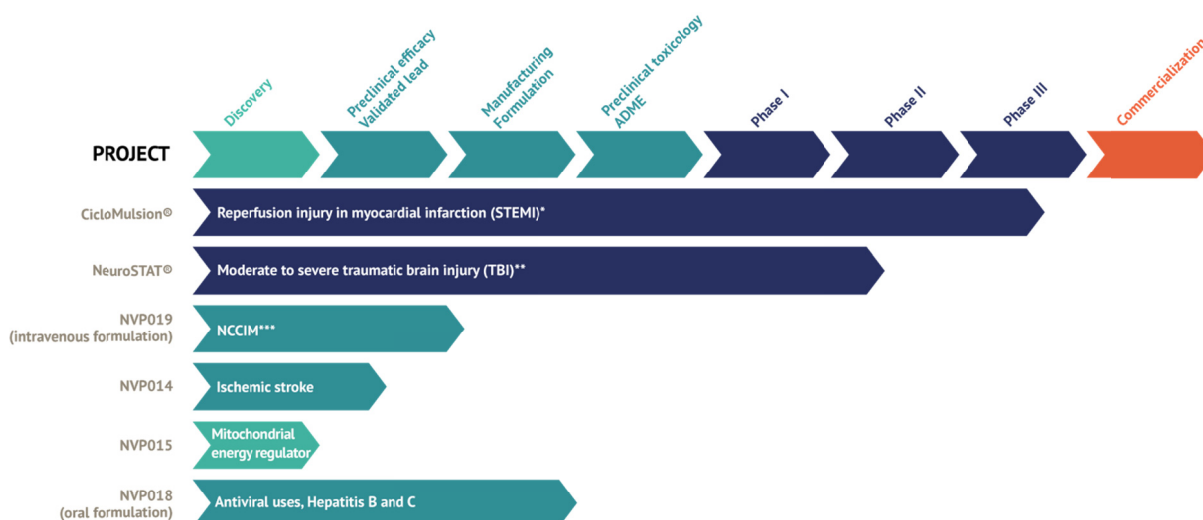 Discovery
Preclinical efficacy
Validated lead
Manufacturing
Formulation
Preclinical toxicology
ADME
Phase I
Phase II
Phase III
Commercialization
PROJECT
CicloMulsion®
Reperfusion injury in myocardial infarction (STEMI)*
NeuroSTAT®
Moderate to severe traumatic brain injury (TBI)**
NVP019
(intravenous formulation)
NCCIM***
NVP014
Ischemic stroke
NVP015
Mitochondrial
energy regulator
NVP018
(oral formulation)
Antiviral uses, Hepatitis B and C